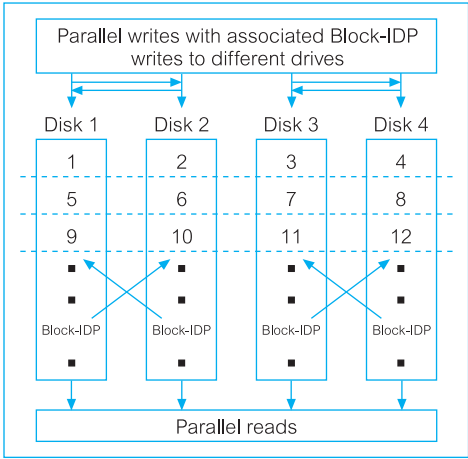 Parallel writes with associated Block-IDP
writes to different drives
Disk 1 Disk 2 Disk 3 Disk 4
1 2 3 4
5 6 7 8
9 10 11 12
Block-IDP Block-IDP Block-IDP Block-IDP
Parallel reads